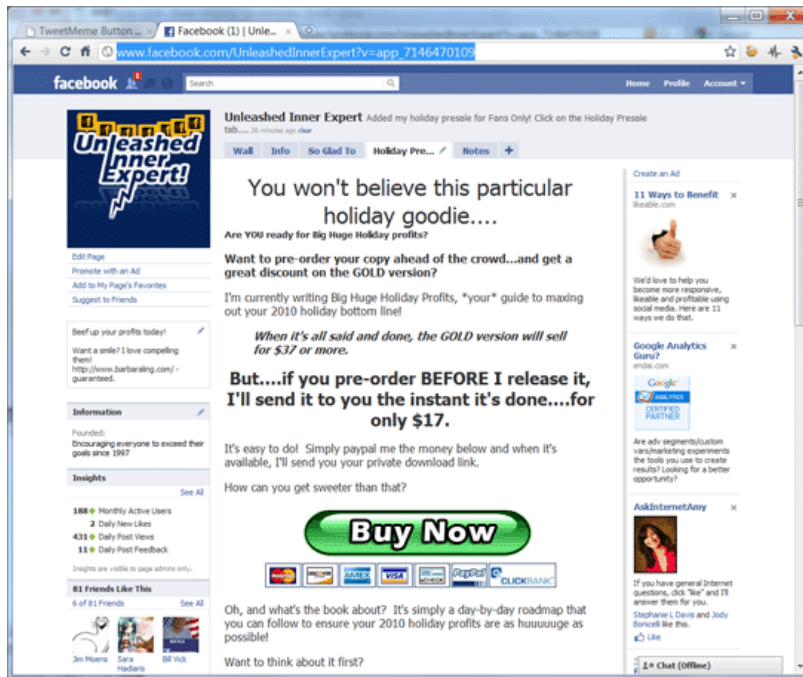 TweetMeme Button ...
Facebook (1) | Unle...
www.facebook.com/UnleashedInnerExpert?v=app_7146470109
facebook
Search
Home Profile Account
Unleashed
Inner
Expert!
Unleashed Inner Expert Added my holiday presale for Fans Only! Click on the Holiday Presale
tab.... 26 minutes ago clear
Wall Info So Glad To Holiday Pre... Notes +
Edit Page
Promote with an Ad
Add to My Page's Favorites
Suggest to Friends
Beef up your profits today!
Want a smile? I love compelling
them!
http://www.barbaraling.com/ -
guaranteed.
Information
Founded:
Encouraging everyone to exceed their
goals since 1997
Insights
See All
188 Monthly Active Users
2 Daily New Likes
431 Daily Post Views
11 Daily Post Feedback
Insights are visible to page admins only.
81 Friends Like This
6 of 81 Friends See All
Jim Moens Sara Bill Vick
Hadians
You won't believe this particular
holiday goodie....
Are YOU ready for Big Huge Holiday profits?
Want to pre-order your copy ahead of the crowd...and get a
great discount on the GOLD version?
I'm currently writing Big Huge Holiday Profits, *your* guide to maxing
out your 2010 holiday bottom line!
When it's all said and done, the GOLD version will sell
for $37 or more.
But....if you pre-order BEFORE I release it,
I'll send it to you the instant it's done....for
only $17.
It's easy to do! Simply paypal me the money below and when it's
available, I'll send you your private download link.
How can you get sweeter than that?
Buy Now
DISCOVER AMEX VISA eCHECK PayPal CLICKBANK
Oh, and what's the book about? It's simply a day-by-day roadmap that
you can follow to ensure your 2010 holiday profits are as huuuuuge as
possible!
Want to think about it first?
Create an Ad
11 Ways to Benefit
likeable.com
We'd love to help you
become more responsive,
likeable and profitable using
social media. Here are 11
ways we do that.
Google Analytics
Guru?
endai.com
Google
ANALYTICS
CERTIFIED
PARTNER
Are adv segments/custom
vars/marketing experiments
the tools you use to create
results? Looking for a better
opportunity?
AskInternetAmy
If you have general Internet
questions, click "like" and I'll
answer them for you.
Stephanie L Davis and Jody
Bonicelli like this.
Like
Chat (Offline)